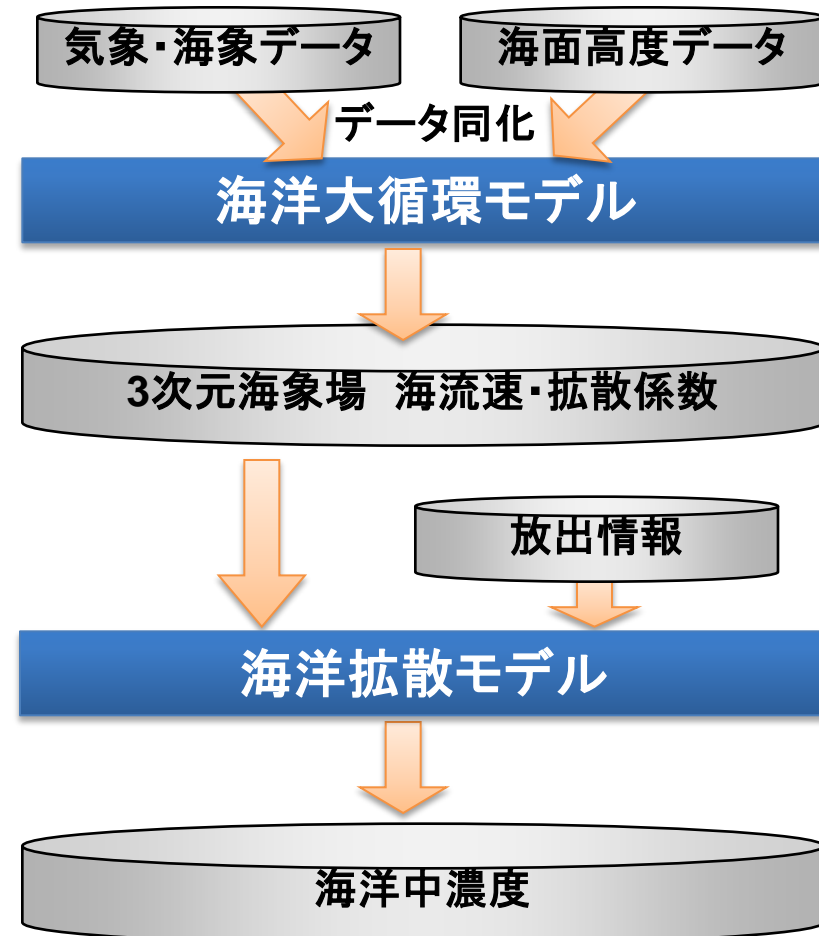 気象・海象データ
海面高度データ
データ同化
海洋大循環モデル
3次元海象場　海流速・拡散係数
放出情報
海洋拡散モデル
海洋中濃度